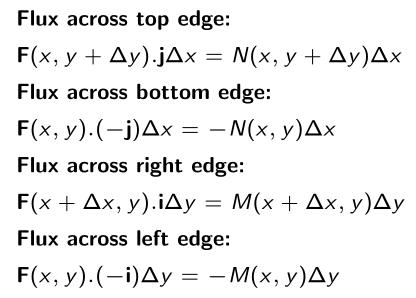 Flux across top edge:
F(x, y + Δy).jΔx = N(x, y + Δy)Δx
Flux across bottom edge:
F(x, y).(−j)Δx = −N(x, y)Δx
Flux across right edge:
F(x + Δx, y).iΔy = M(x + Δx, y)Δy
Flux across left edge:
F(x, y).(−i)Δy = −M(x, y)Δy